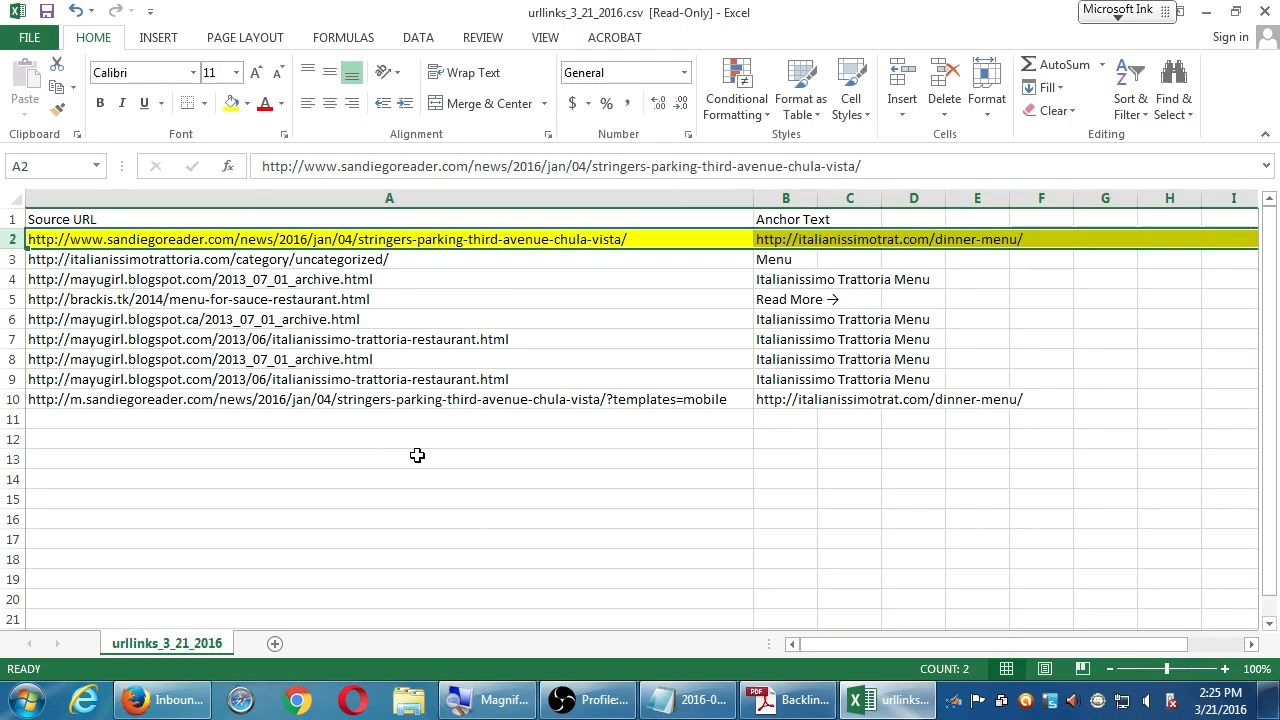 urllinks_3_21_2016.csv [Read-Only] - Excel
Microsoft Ink
FILE HOME INSERT PAGE LAYOUT FORMULAS DATA REVIEW VIEW ACROBAT Sign in
Paste
Calibri 11
B I U A
Wrap Text
Merge & Center
General
$ % ,
Conditional Formatting
Format as Table
Cell Styles
Insert Delete Format
AutoSum
Fill
Clear
Sort & Filter
Find & Select
Clipboard Font Alignment Number Styles Cells Editing
A2 fx http://www.sandiegoreader.com/news/2016/jan/04/stringers-parking-third-avenue-chula-vista/
A B C D E F G H I
1 Source URL Anchor Text
2 http://www.sandiegoreader.com/news/2016/jan/04/stringers-parking-third-avenue-chula-vista/ http://italianissimotrat.com/dinner-menu/
3 http://italianissimotrattoria.com/category/uncategorized/ Menu
4 http://mayugirl.blogspot.com/2013_07_01_archive.html Italianissimo Trattoria Menu
5 http://brackis.tk/2014/menu-for-sauce-restaurant.html Read More →
6 http://mayugirl.blogspot.ca/2013_07_01_archive.html Italianissimo Trattoria Menu
7 http://mayugirl.blogspot.com/2013/06/italianissimo-trattoria-restaurant.html Italianissimo Trattoria Menu
8 http://mayugirl.blogspot.com/2013_07_01_archive.html Italianissimo Trattoria Menu
9 http://mayugirl.blogspot.com/2013/06/italianissimo-trattoria-restaurant.html Italianissimo Trattoria Menu
10 http://m.sandiegoreader.com/news/2016/jan/04/stringers-parking-third-avenue-chula-vista/?templates=mobile http://italianissimotrat.com/dinner-menu/
11
12
13
14
15
16
17
18
19
20
21
urllinks_3_21_2016
READY COUNT: 2 100%
Inboun... Magnif... Profile:... 2016-0... Backlin... urllinks...
2:25 PM
3/21/2016